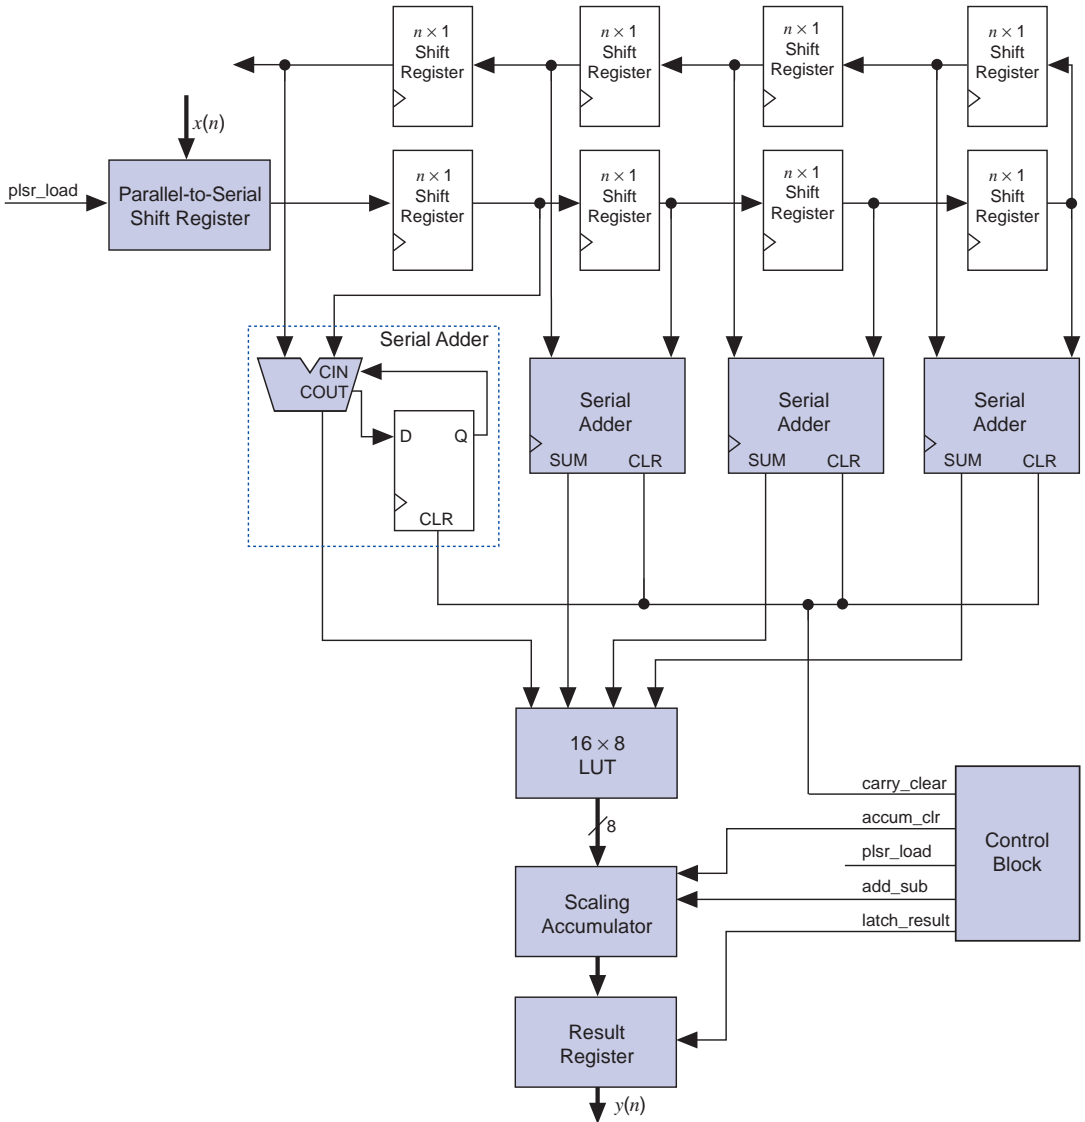 n × 1
Shift
Register
n × 1
Shift
Register
n × 1
Shift
Register
n × 1
Shift
Register
x(n)
plsr_load
Parallel-to-Serial
Shift Register
n × 1
Shift
Register
n × 1
Shift
Register
n × 1
Shift
Register
n × 1
Shift
Register
Serial Adder
CIN
COUT
D Q
CLR
Serial
Adder
SUM CLR
Serial
Adder
SUM CLR
Serial
Adder
SUM CLR
16 × 8
LUT
8
carry_clear
accum_clr
plsr_load
add_sub
latch_result
Control
Block
Scaling
Accumulator
Result
Register
y(n)